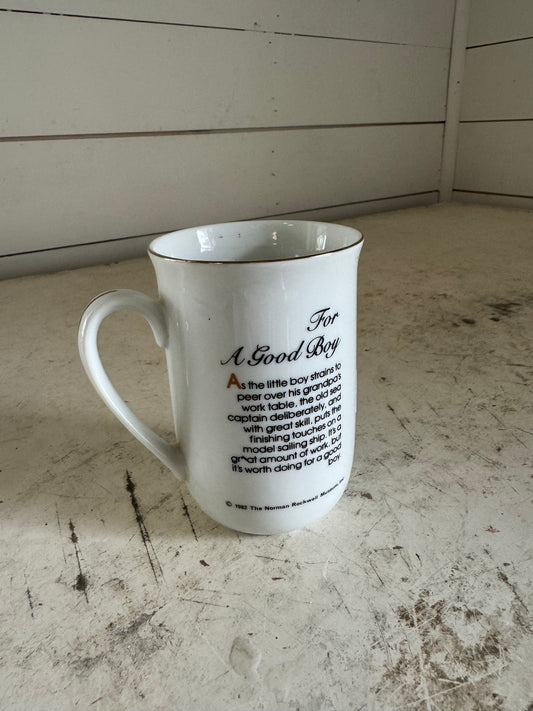 For
A Good Boy
As the little boy strains to
peer over his grandpa's
work table, the old sea
captain deliberately, and
with great skill, puts the
finishing touches on a
model sailing ship. It's a
great amount of work, but
it's worth doing for a good
boy.
© 1982 The Norman Rockwell Museum, Inc.